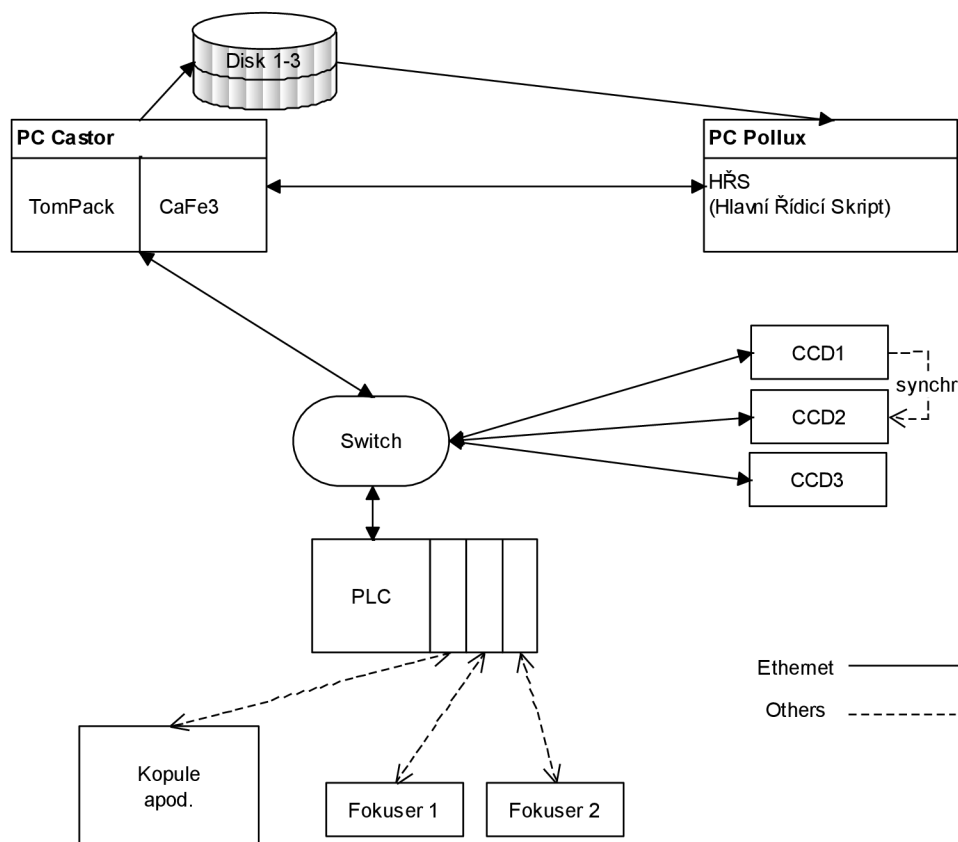 Disk 1-3
PC Castor
PC Pollux
TomPack
CaFe3
HŘS
(Hlavní Řídicí Skript)
CCD1
synchr
CCD2
Switch
CCD3
PLC
Ethernet
Others
Kopule
apod.
Fokuser 1
Fokuser 2